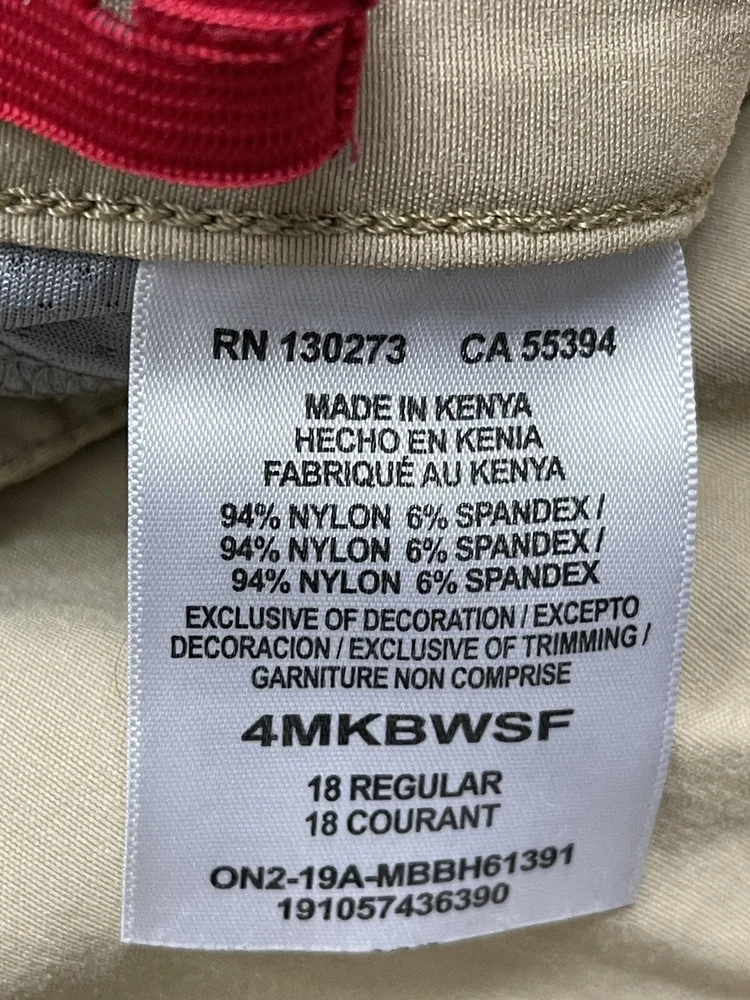 RN 130273 CA 55394
MADE IN KENYA
HECHO EN KENIA
FABRIQUÉ AU KENYA
94% NYLON 6% SPANDEX /
94% NYLON 6% SPANDEX /
94% NYLON 6% SPANDEX
EXCLUSIVE OF DECORATION / EXCEPTO
DECORACION / EXCLUSIVE OF TRIMMING /
GARNITURE NON COMPRISE
4MKBWSF
18 REGULAR
18 COURANT
ON2-19A-MBBH61391
191057436390